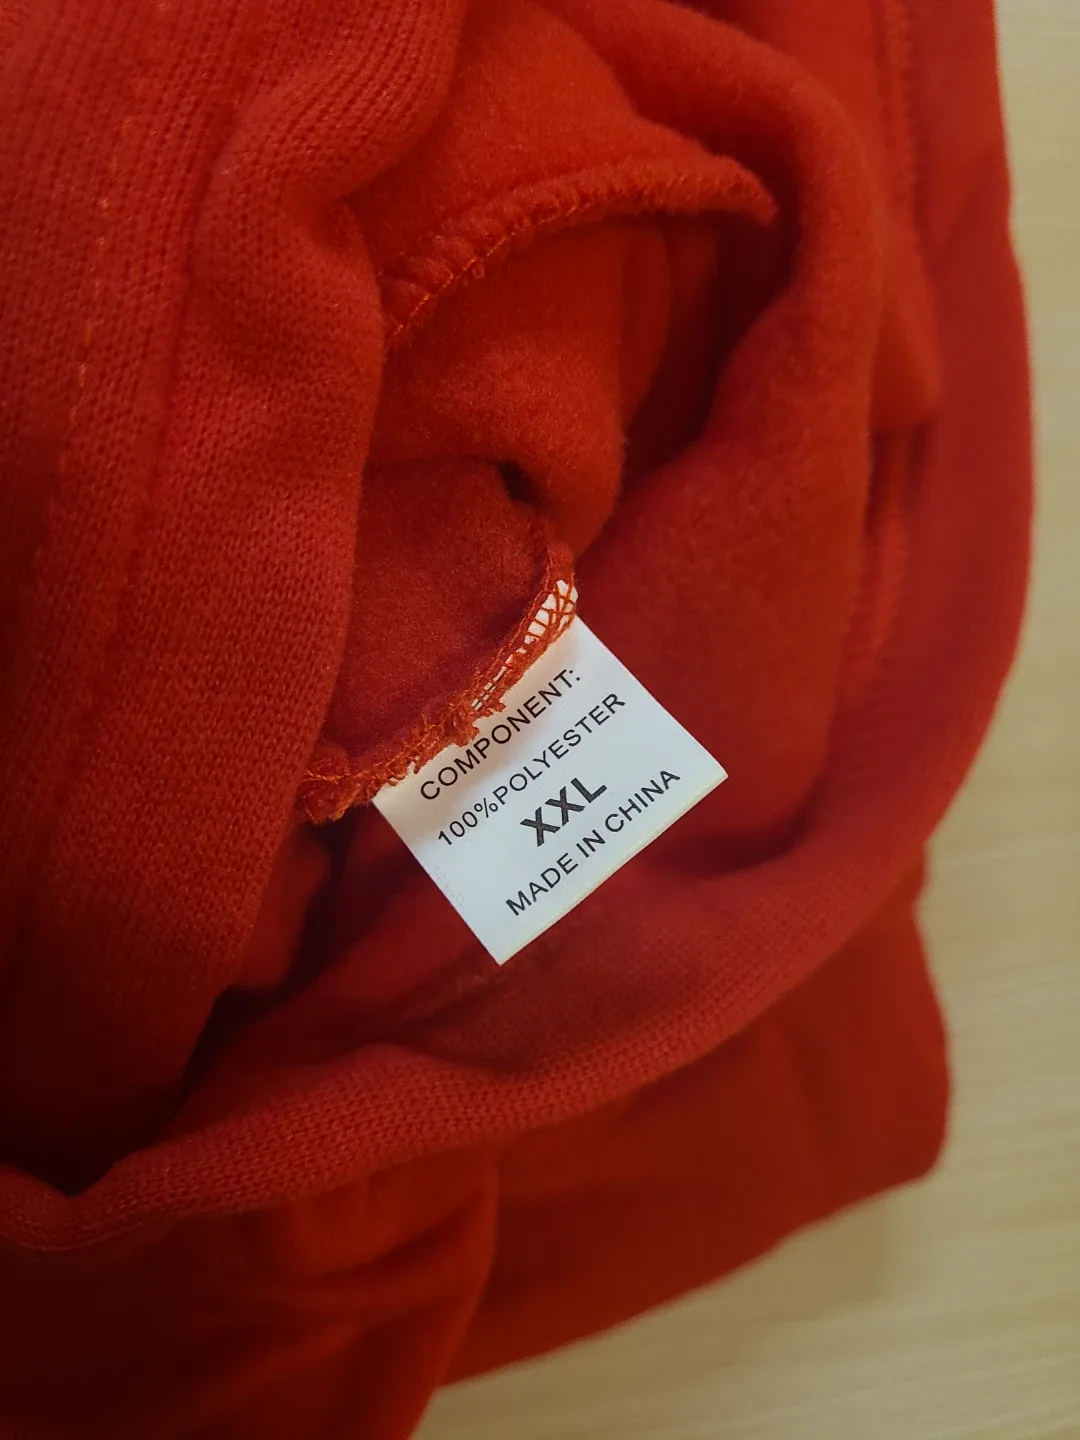 COMPONENT:
100%POLYESTER
XXL
MADE IN CHINA